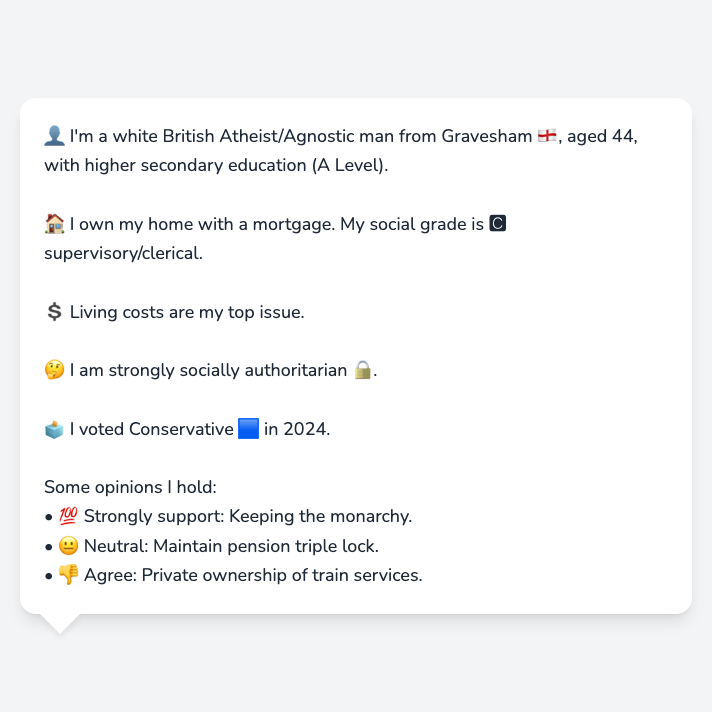 👤 I'm a white British Atheist/Agnostic man from Gravesham 🏴󠁧󠁢󠁥󠁮󠁧󠁿, aged 44,
with higher secondary education (A Level).
🏠 I own my home with a mortgage. My social grade is 🅲
supervisory/clerical.
💲 Living costs are my top issue.
🤔 I am strongly socially authoritarian 🔒.
🗳️ I voted Conservative 🟦 in 2024.
Some opinions I hold:
• 💯 Strongly support: Keeping the monarchy.
• 😐 Neutral: Maintain pension triple lock.
• 👎 Agree: Private ownership of train services.